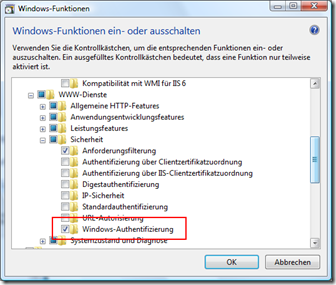 Windows-Funktionen
Windows-Funktionen ein- oder ausschalten
Verwenden Sie die Kontrollkästchen, um die entsprechenden Funktionen ein- oder
auszuschalten. Ein ausgefülltes Kontrollkästchen bedeutet, dass eine Funktion nur teilweise
aktiviert ist.
Kompatibilität mit WMI für IIS 6
WWW-Dienste
Allgemeine HTTP-Features
Anwendungsentwicklungsfeatures
Leistungsfeatures
Sicherheit
Anforderungsfilterung
Authentifizierung über Clientzertifikatzuordnung
Authentifizierung über IIS-Clientzertifikatzuordnung
Digestauthentifizierung
IP-Sicherheit
Standardauthentifizierung
URL-Autorisierung
Windows-Authentifizierung
Systemzustand und Diagnose
OK
Abbrechen